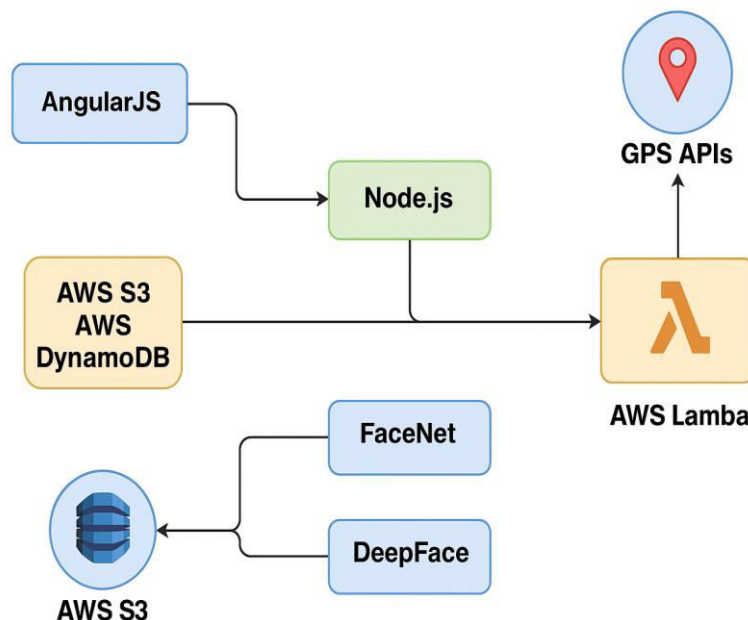 AngularJS
GPS APIs
Node.js
AWS S3
AWS
DynamoDB
AWS Lamba
FaceNet
DeepFace
AWS S3